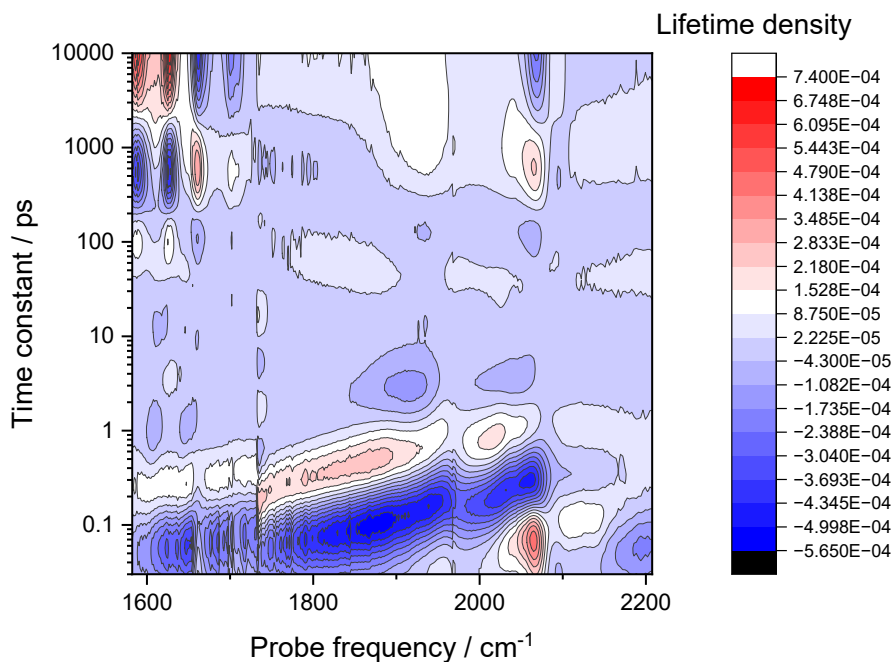 Lifetime density
10000
1000
100
10
1
0.1
Time constant / ps
1600
1800
2000
2200
Probe frequency / cm⁻¹
7.400E−04
6.748E−04
6.095E−04
5.443E−04
4.790E−04
4.138E−04
3.485E−04
2.833E−04
2.180E−04
1.528E−04
8.750E−05
2.225E−05
−4.300E−05
−1.082E−04
−1.735E−04
−2.388E−04
−3.040E−04
−3.693E−04
−4.345E−04
−4.998E−04
−5.650E−04